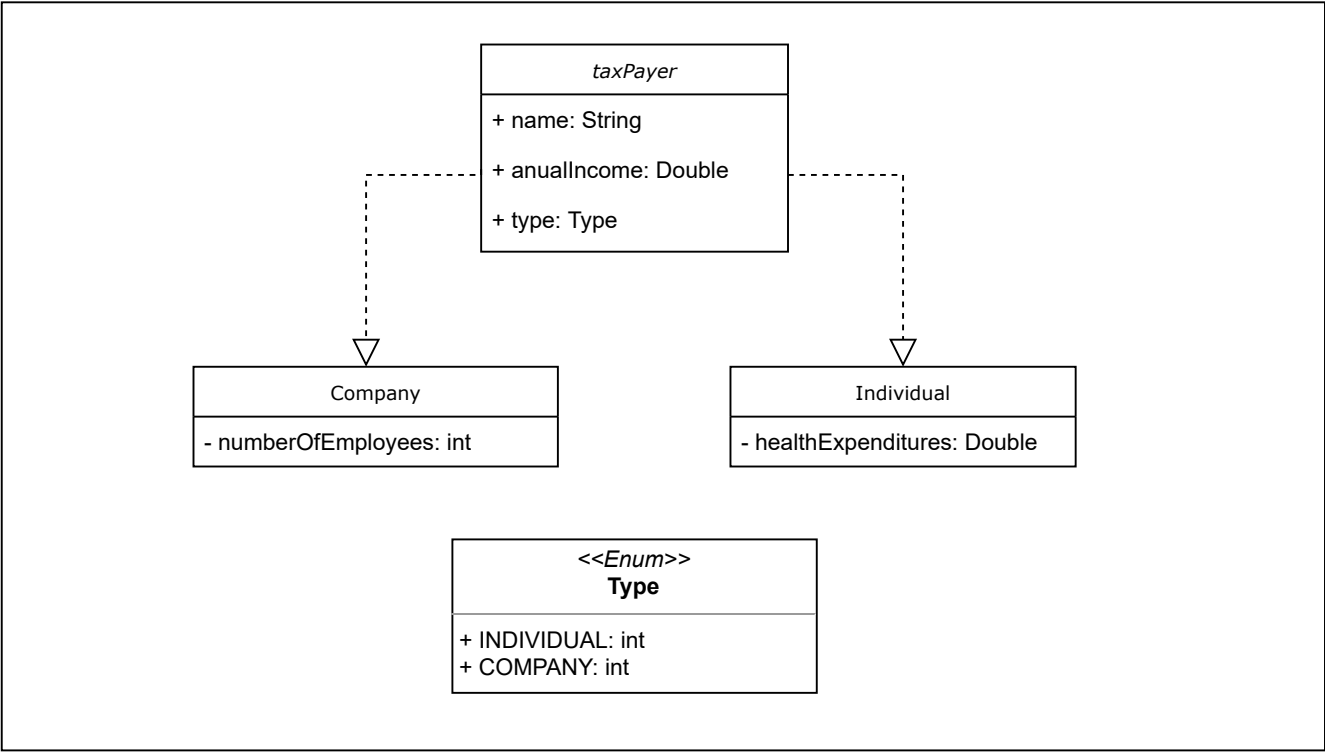 taxPayer
+ name: String
+ anualIncome: Double
+ type: Type
Company
- numberOfEmployees: int
Individual
- healthExpenditures: Double
<<Enum>>
Type
+ INDIVIDUAL: int
+ COMPANY: int